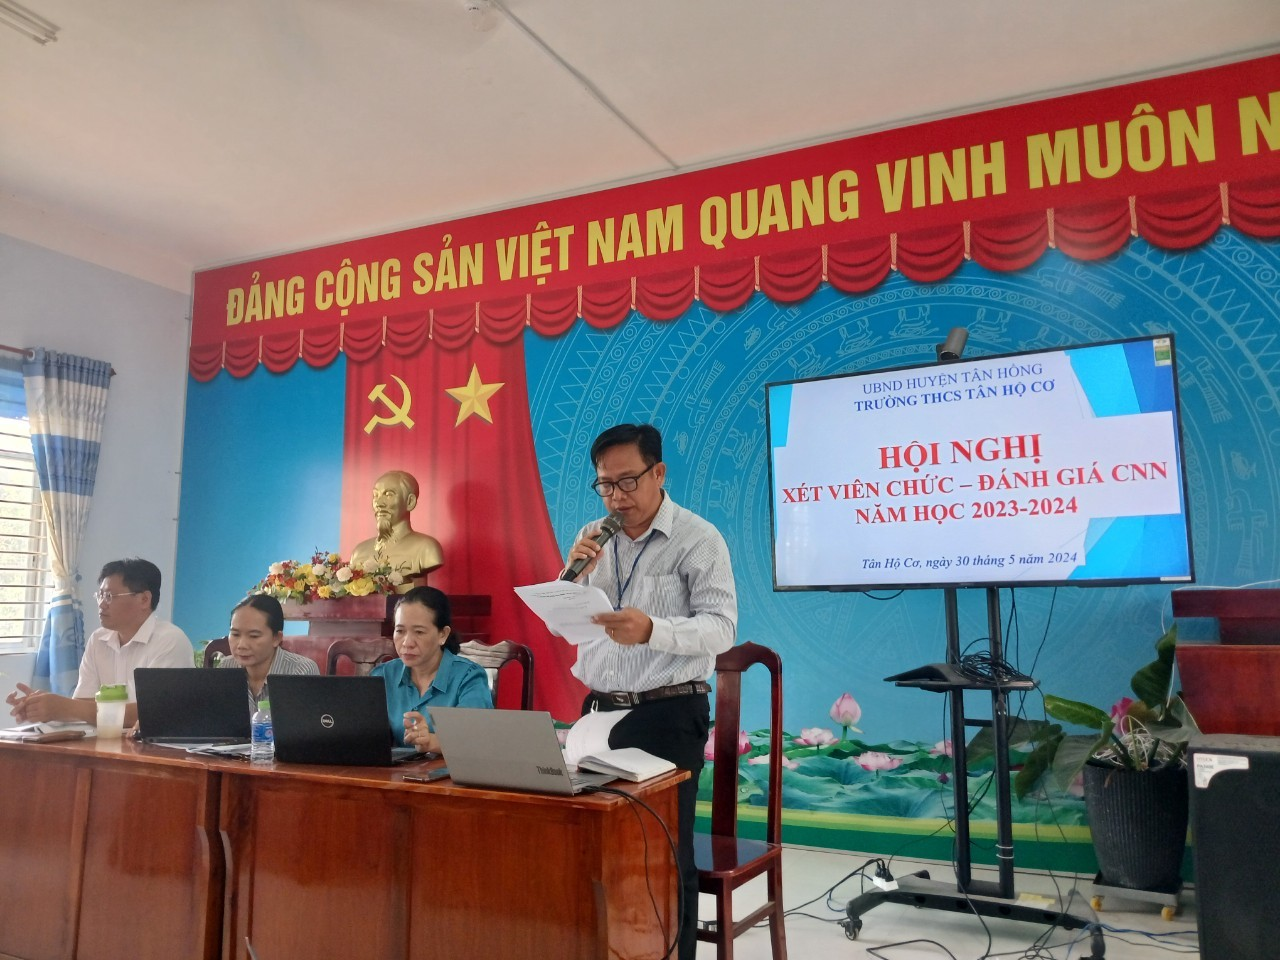 ĐẢNG CỘNG SẢN VIỆT NAM QUANG VINH MUÔN N
UBND HUYỆN TÂN HỒNG
TRƯỜNG THCS TÂN HỘ CƠ
HỘI NGHỊ
XÉT VIÊN CHỨC – ĐÁNH GIÁ CNN
NĂM HỌC 2023-2024
Tân Hộ Cơ, ngày 30 tháng 5 năm 2024
DELL
ThinkBook